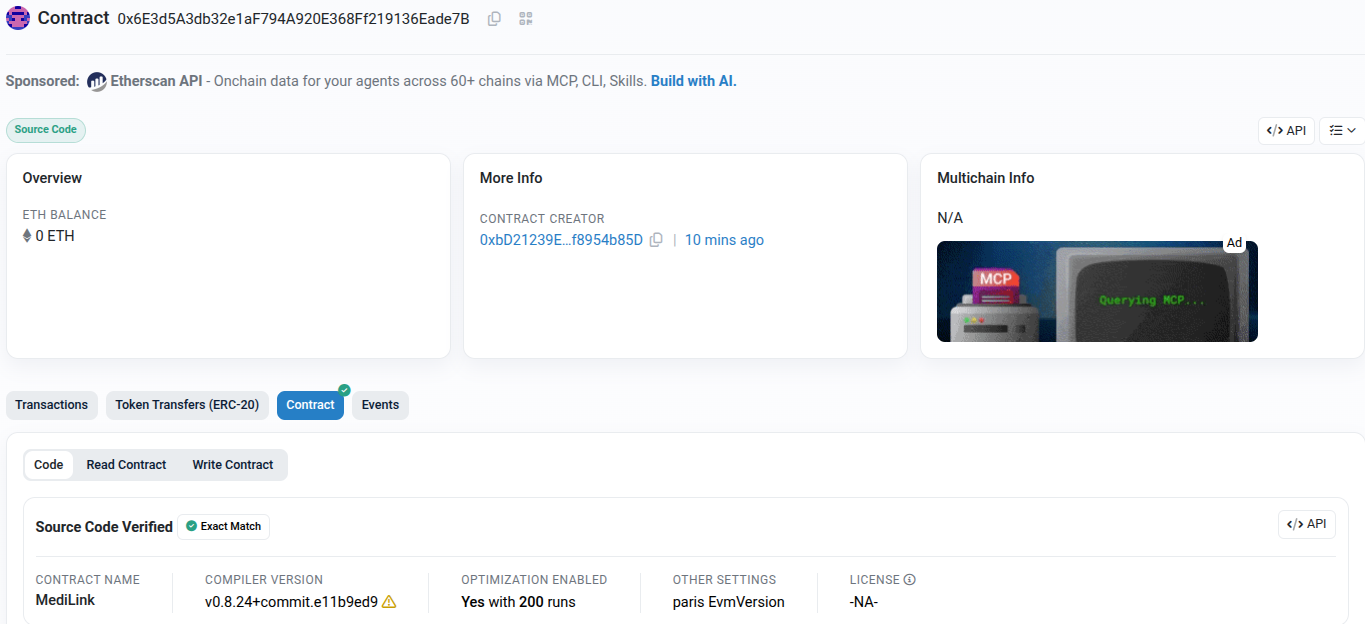 Contract 0x6E3d5A3db32e1aF794A920E368Ff219136Eade7B
Sponsored: Etherscan API - Onchain data for your agents across 60+ chains via MCP, CLI, Skills. Build with AI.
Source Code
</> API
Overview
ETH BALANCE
0 ETH
More Info
CONTRACT CREATOR
0xbD21239E...f8954b85D | 10 mins ago
Multichain Info
N/A
Ad
MCP
Querying MCP...
Transactions Token Transfers (ERC-20) Contract Events
Code Read Contract Write Contract
Source Code Verified Exact Match
</> API
CONTRACT NAME
MediLink
COMPILER VERSION
v0.8.24+commit.e11b9ed9
OPTIMIZATION ENABLED
Yes with 200 runs
OTHER SETTINGS
paris EvmVersion
LICENSE
-NA-